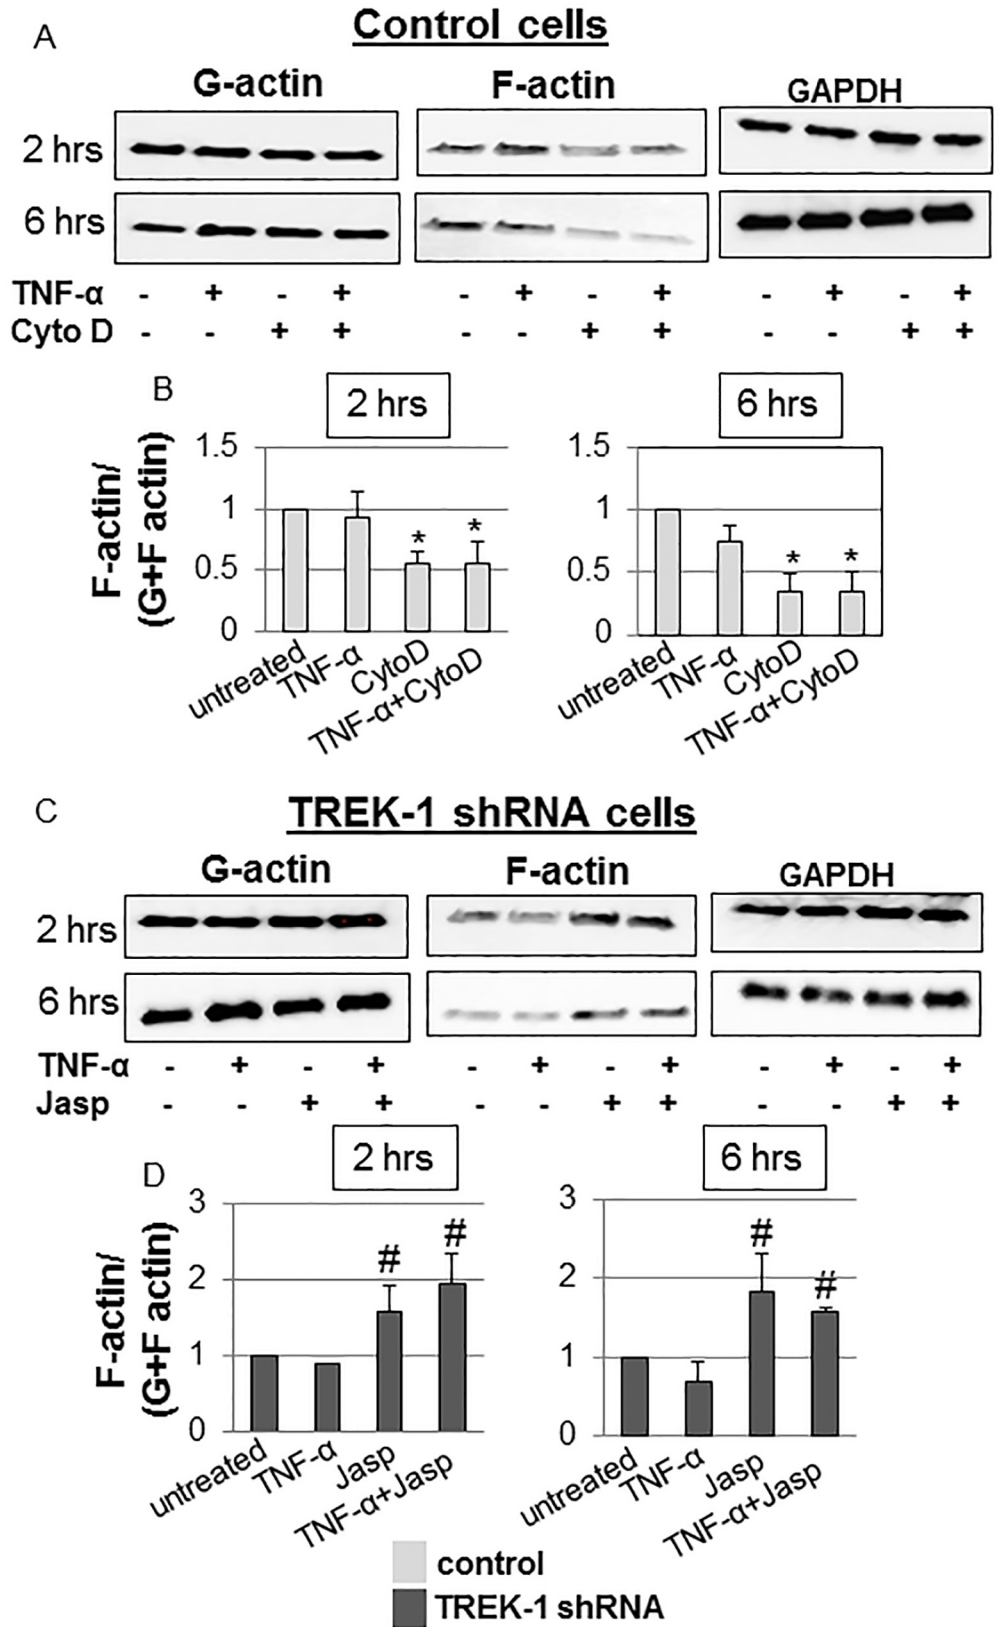 A
Control cells
G-actin F-actin GAPDH
2 hrs
6 hrs
TNF-α - + - + - + - + - + - +
Cyto D - - + + - - + + - - + +
B
2 hrs 6 hrs
F-actin/
(G+F actin)
1.5
1
0.5
0
* *
untreated TNF-α CytoD TNF-α+CytoD
1.5
1
0.5
0
* *
untreated TNF-α CytoD TNF-α+CytoD
C
TREK-1 shRNA cells
G-actin F-actin GAPDH
2 hrs
6 hrs
TNF-α - + - + - + - + - + - +
Jasp - - + + - - + + - - + +
D
2 hrs 6 hrs
F-actin/
(G+F actin)
3
2
1
0
# #
untreated TNF-α Jasp TNF-α+Jasp
3
2
1
0
# #
untreated TNF-α Jasp TNF-α+Jasp
control
TREK-1 shRNA